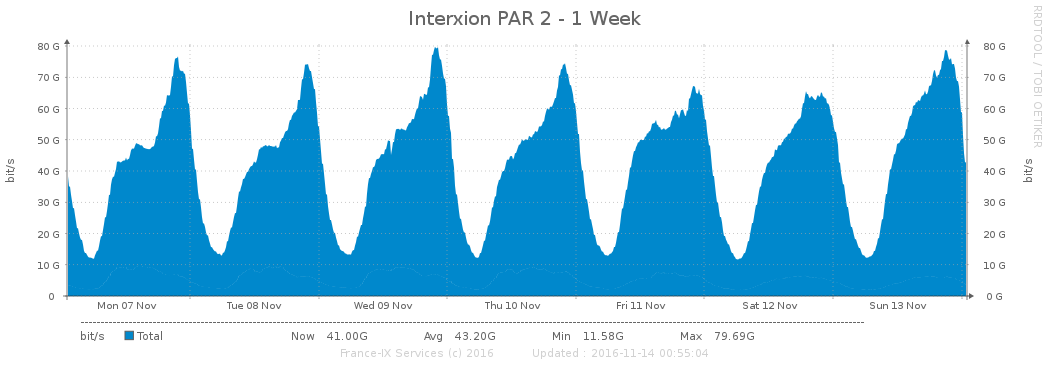 Interxion PAR 2 - 1 Week
RRDTOOL / TOBI OETIKER
80 G 80 G
70 G 70 G
60 G 60 G
50 G 50 G
40 G 40 G
30 G 30 G
20 G 20 G
10 G 10 G
0 0 G
bit/s bit/s
Mon 07 Nov Tue 08 Nov Wed 09 Nov Thu 10 Nov Fri 11 Nov Sat 12 Nov Sun 13 Nov
bit/s Total Now 41.00G Avg 43.20G Min 11.58G Max 79.69G
France-IX Services (c) 2016 Updated : 2016-11-14 00:55:04